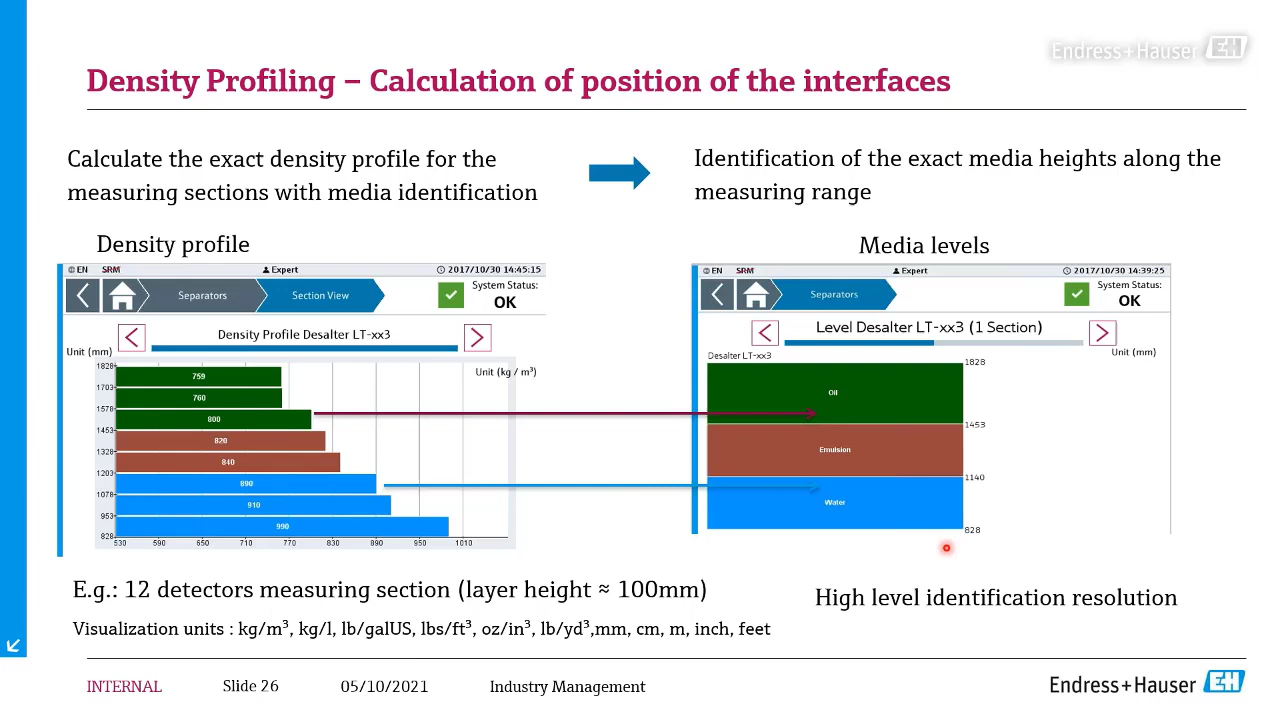 Endress+Hauser EH
Density Profiling – Calculation of position of the interfaces
Calculate the exact density profile for the
measuring sections with media identification
Identification of the exact media heights along the
measuring range
Density profile
EN SRM Expert 2017/10/30 14:45:15
Separators Section View System Status:
OK
Density Profile Desalter LT-xx3
Unit (mm)
Unit (kg / m³)
1828
759
1703
760
1578
800
1453
820
1328
840
1203
890
1078
910
953
990
828
530 590 650 710 770 830 890 950 1010
Media levels
EN SRM Expert 2017/10/30 14:39:25
Separators System Status:
OK
Level Desalter LT-xx3 (1 Section)
Unit (mm)
Desalter LT-xx3
1828
Oil
1453
Emulsion
1140
Water
828
E.g.: 12 detectors measuring section (layer height ≈ 100mm)
High level identification resolution
Visualization units : kg/m³, kg/l, lb/galUS, lbs/ft³, oz/in³, lb/yd³,mm, cm, m, inch, feet
INTERNAL Slide 26 05/10/2021 Industry Management
Endress+Hauser EH